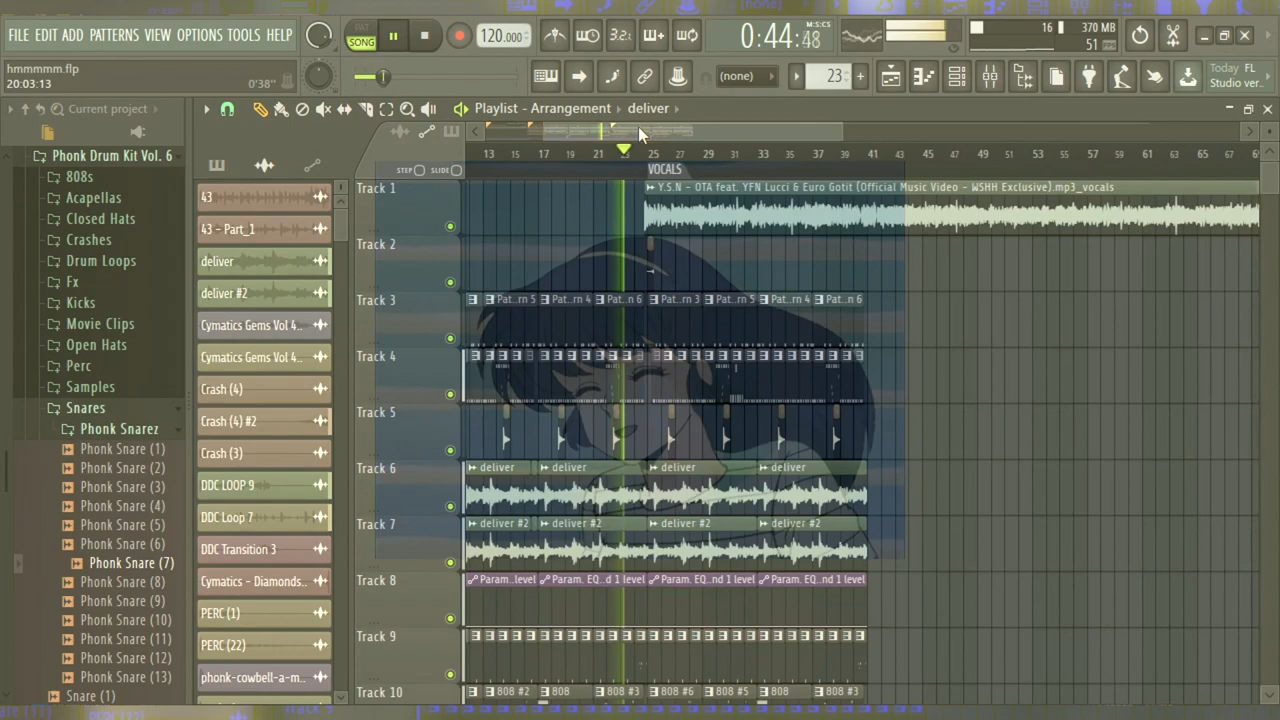 FILE EDIT ADD PATTERNS VIEW OPTIONS TOOLS HELP
PAT
SONG
120.000
3.2.
0:44:48
M:S:CS
16
370 MB
51
hmmmmm.flp
20:03:13
0'38"
(none)
23
Today FL
Studio ver..
Current project
Playlist - Arrangement
deliver
Phonk Drum Kit Vol. 6
808s
Acapellas
Closed Hats
Crashes
Drum Loops
Fx
Kicks
Movie Clips
Open Hats
Perc
Samples
Snares
Phonk Snarez
Phonk Snare (1)
Phonk Snare (2)
Phonk Snare (3)
Phonk Snare (4)
Phonk Snare (5)
Phonk Snare (6)
Phonk Snare (7)
Phonk Snare (8)
Phonk Snare (9)
Phonk Snare (10)
Phonk Snare (11)
Phonk Snare (12)
Phonk Snare (13)
Snare (1)
43
43 - Part_1
deliver
deliver #2
Cymatics Gems Vol 4..
Cymatics Gems Vol 4..
Crash (4)
Crash (4) #2
Crash (3)
DDC LOOP 9
DDC Loop 7
DDC Transition 3
Cymatics - Diamonds..
PERC (1)
PERC (22)
phonk-cowbell-a-m..
STEP SLIDE
13 15 17 19 21 23 25 27 29 31 33 35 37 39 41 43 45 47 49 51 53 55 57 59 61 63 65 67
VOCALS
Track 1
Y.S.N - OTA feat. YFN Lucci & Euro Gotit (Official Music Video - WSHH Exclusive).mp3_vocals
Track 2
Track 3
Pat..rn 5 Pat..rn 4 Pat..n 6 Pat..rn 3 Pat..rn 5 Pat..rn 4 Pat..n 6
Track 4
Track 5
Track 6
deliver deliver deliver deliver
Track 7
deliver #2 deliver #2 deliver #2 deliver #2
Track 8
Param...level Param. EQ..d 1 level Param. EQ..nd 1 level Param. EQ..nd 1 level
Track 9
Track 10
808 #2 808 808 #3 808 #6 808 #5 808 808 #3